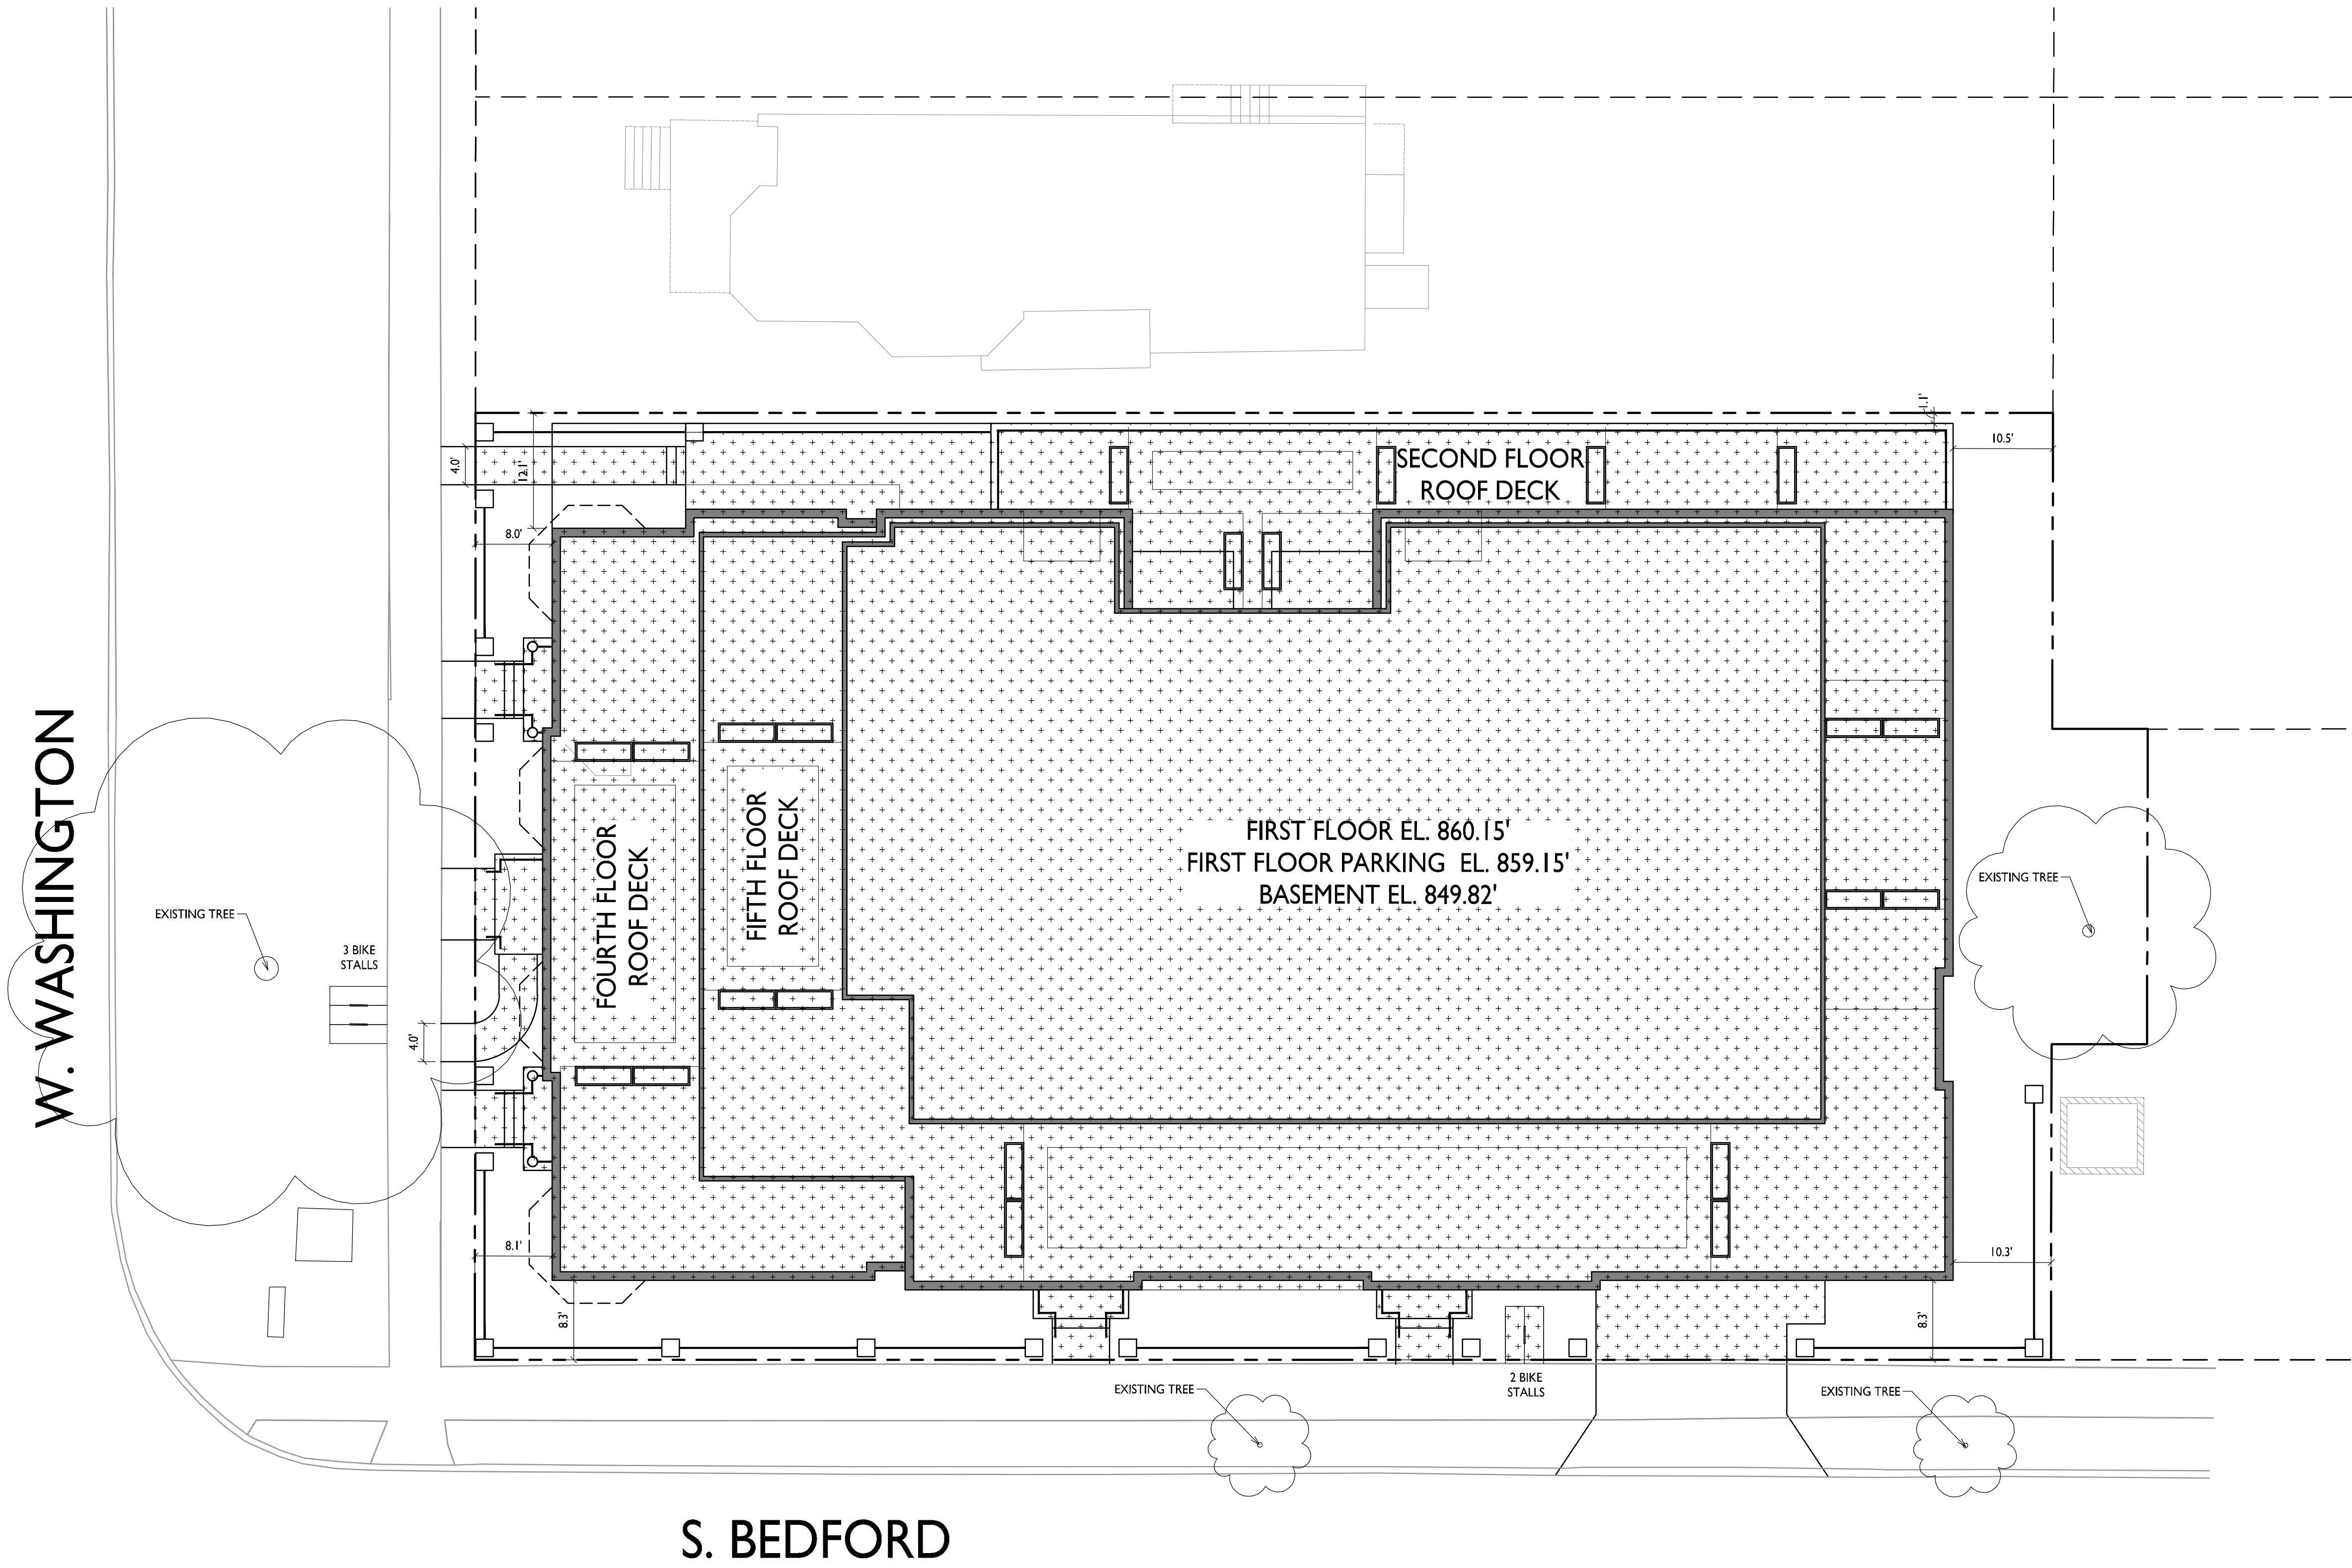 1.1'
10.5'
4.0'
12.1'
SECOND FLOOR
ROOF DECK
8.0'
W. WASHINGTON
FOURTH FLOOR
ROOF DECK
FIFTH FLOOR
ROOF DECK
FIRST FLOOR EL. 860.15'
FIRST FLOOR PARKING EL. 859.15'
BASEMENT EL. 849.82'
EXISTING TREE
EXISTING TREE
3 BIKE
STALLS
4.0'
8.1'
10.3'
8.3'
8.3'
2 BIKE
STALLS
EXISTING TREE
EXISTING TREE
S. BEDFORD